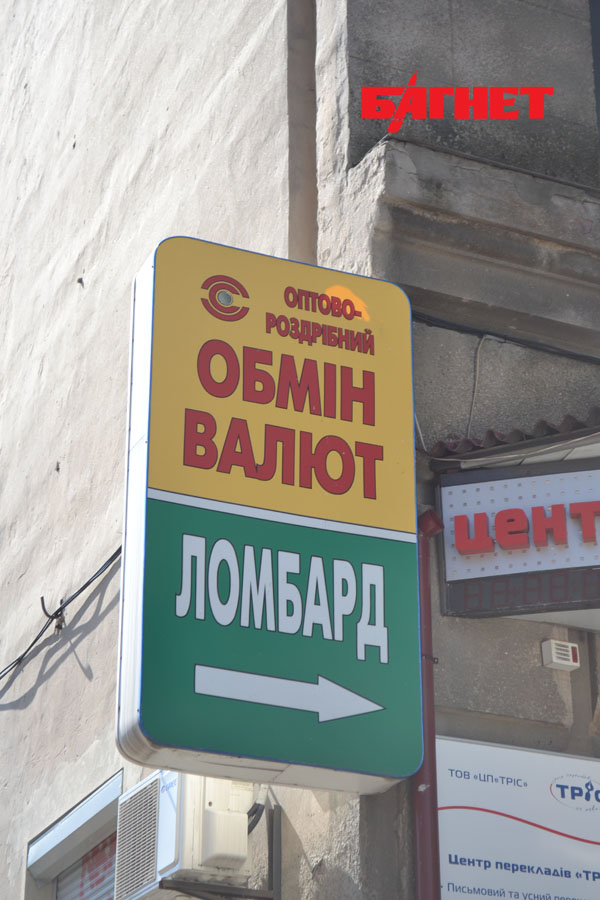 БАГНЕТ
ОПТОВО-
РОЗДРІБНИЙ
ОБМІН
ВАЛЮТ
ЛОМБАРД
цент
ТОВ «ЦП«ТРІС»
ТРІС
Центр перекладів «ТР
· Письмовий та усний